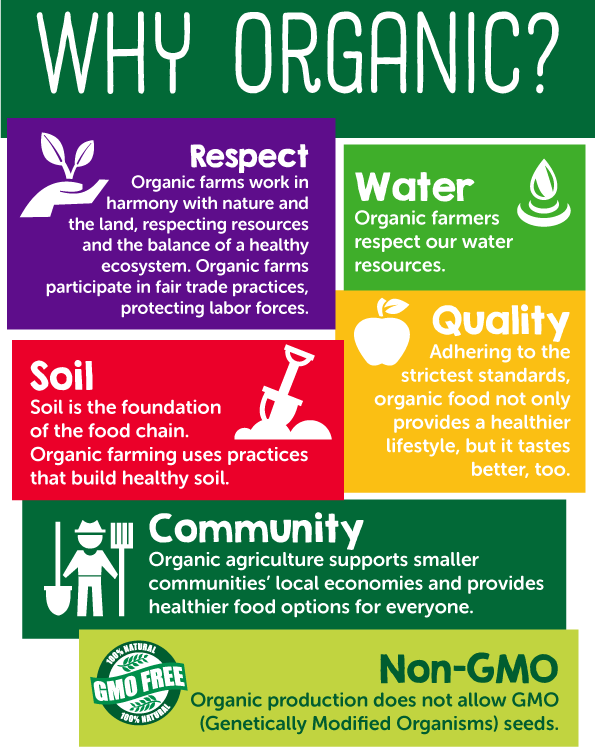 WHY ORGANIC?
Respect
Organic farms work in
harmony with nature and
the land, respecting resources
and the balance of a healthy
ecosystem. Organic farms
participate in fair trade practices,
protecting labor forces.
Water
Organic farmers
respect our water
resources.
Quality
Adhering to the
strictest standards,
organic food not only
provides a healthier
lifestyle, but it tastes
better, too.
Soil
Soil is the foundation
of the food chain.
Organic farming uses practices
that build healthy soil.
Community
Organic agriculture supports smaller
communities’ local economies and provides
healthier food options for everyone.
100% NATURAL
GMO FREE
100% NATURAL
Non-GMO
Organic production does not allow GMO
(Genetically Modified Organisms) seeds.